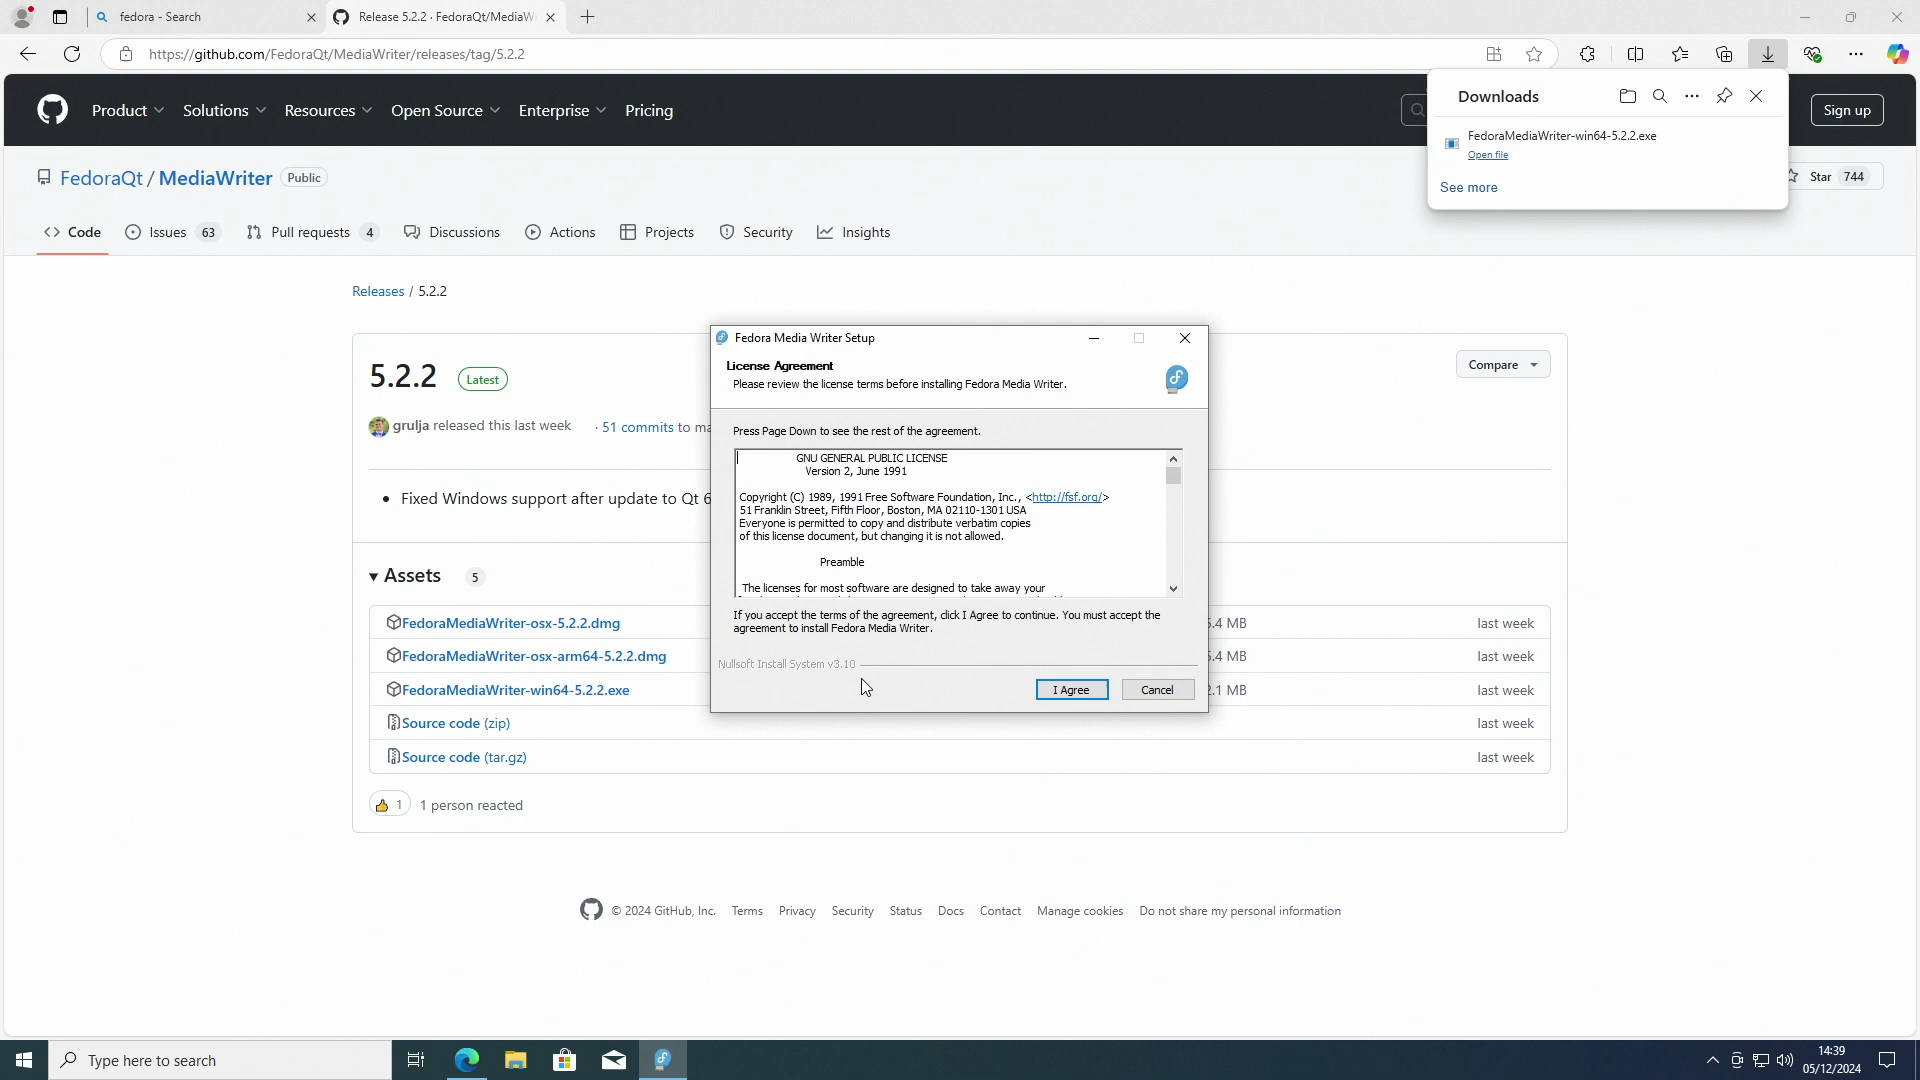 fedora - Search
Release 5.2.2 · FedoraQt/MediaW
https://github.com/FedoraQt/MediaWriter/releases/tag/5.2.2
Product
Solutions
Resources
Open Source
Enterprise
Pricing
Sign up
Downloads
FedoraMediaWriter-win64-5.2.2.exe
Open file
See more
FedoraQt / MediaWriter
Public
Star 744
Code
Issues 63
Pull requests 4
Discussions
Actions
Projects
Security
Insights
Releases / 5.2.2
5.2.2
Latest
Compare
grulja released this last week
· 51 commits to ma
Fixed Windows support after update to Qt 6
Assets 5
FedoraMediaWriter-osx-5.2.2.dmg
5.4 MB
last week
FedoraMediaWriter-osx-arm64-5.2.2.dmg
5.4 MB
last week
FedoraMediaWriter-win64-5.2.2.exe
2.1 MB
last week
Source code (zip)
last week
Source code (tar.gz)
last week
1
1 person reacted
Fedora Media Writer Setup
License Agreement
Please review the license terms before installing Fedora Media Writer.
Press Page Down to see the rest of the agreement.
GNU GENERAL PUBLIC LICENSE
Version 2, June 1991
Copyright (C) 1989, 1991 Free Software Foundation, Inc., <http://fsf.org/>
51 Franklin Street, Fifth Floor, Boston, MA 02110-1301 USA
Everyone is permitted to copy and distribute verbatim copies
of this license document, but changing it is not allowed.
Preamble
The licenses for most software are designed to take away your
If you accept the terms of the agreement, click I Agree to continue. You must accept the
agreement to install Fedora Media Writer.
Nullsoft Install System v3.10
I Agree
Cancel
© 2024 GitHub, Inc.
Terms
Privacy
Security
Status
Docs
Contact
Manage cookies
Do not share my personal information
Type here to search
14:39
05/12/2024